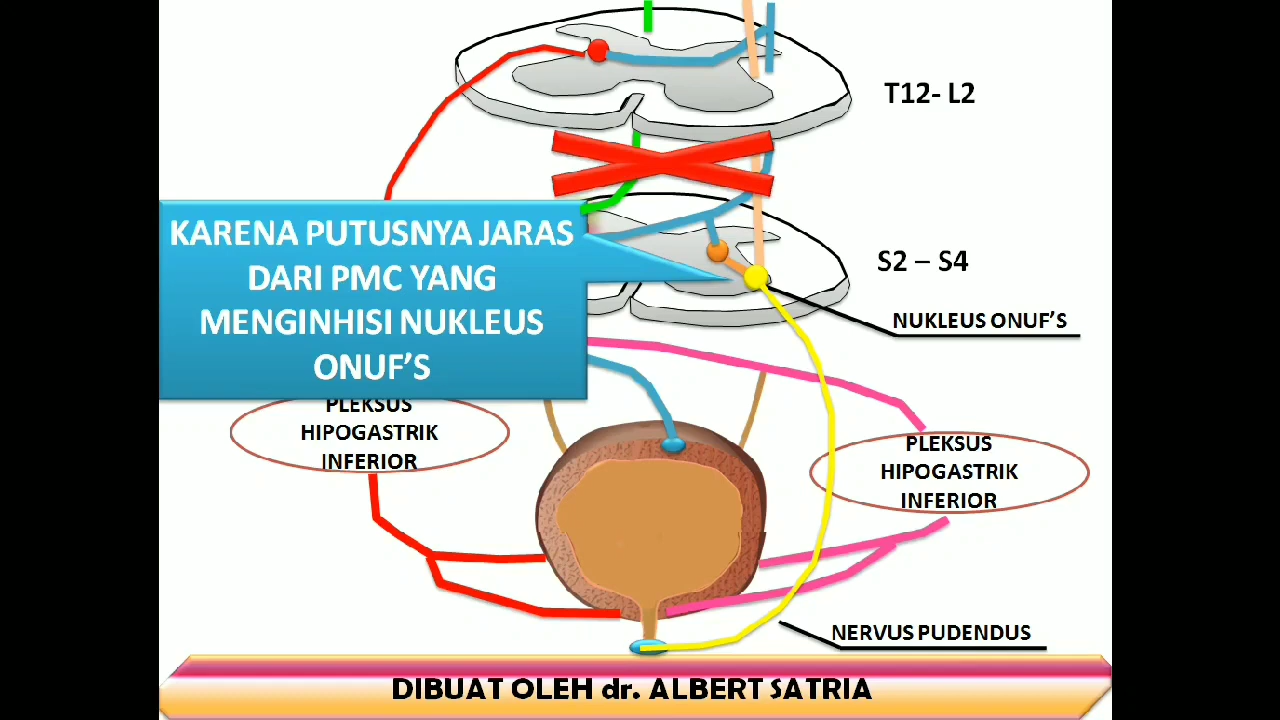 T12- L2
KARENA PUTUSNYA JARAS
DARI PMC YANG
MENGINHISI NUKLEUS
ONUF'S
S2 – S4
NUKLEUS ONUF'S
PLEKSUS
HIPOGASTRIK
INFERIOR
PLEKSUS
HIPOGASTRIK
INFERIOR
NERVUS PUDENDUS
DIBUAT OLEH dr. ALBERT SATRIA